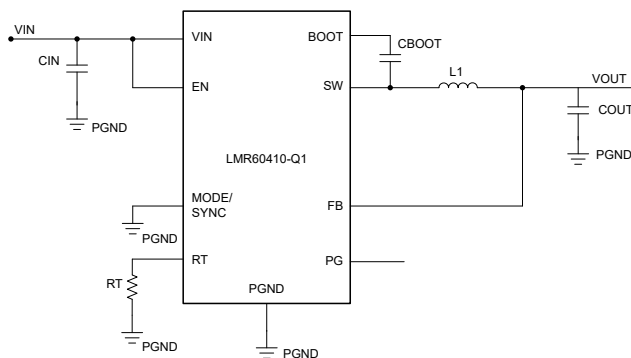 VIN
VIN
BOOT
CBOOT
CIN
L1
VOUT
EN
SW
COUT
PGND
PGND
LMR60410-Q1
MODE/
SYNC
FB
PGND
RT
PG
RT
PGND
PGND
PGND